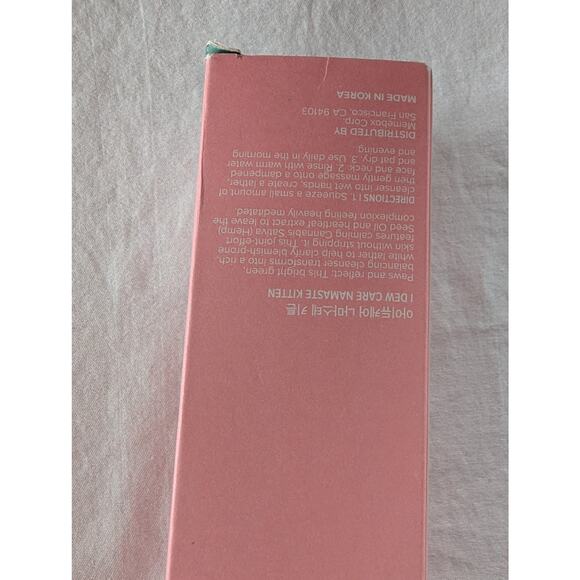 아이듀케어 나마스테 키튼
I DEW CARE NAMASTE KITTEN
Paws and reflect: This bright green,
balancing cleanser transforms into a rich,
white lather to help clarify blemish-prone
skin without stripping it. This joint-effort
features calming Cannabis Sativa (Hemp)
Seed Oil and heartleaf extract to leave the
complexion feeling heavily meditated.
DIRECTIONS I 1. Squeeze a small amount of
cleanser into wet hands, create a lather,
then gently massage onto a dampened
face and neck. 2. Rinse with warm water
and pat dry. 3. Use daily in the morning
and evening.
DISTRIBUTED BY
Memebox Corp.
San Francisco, CA 94103
MADE IN KOREA